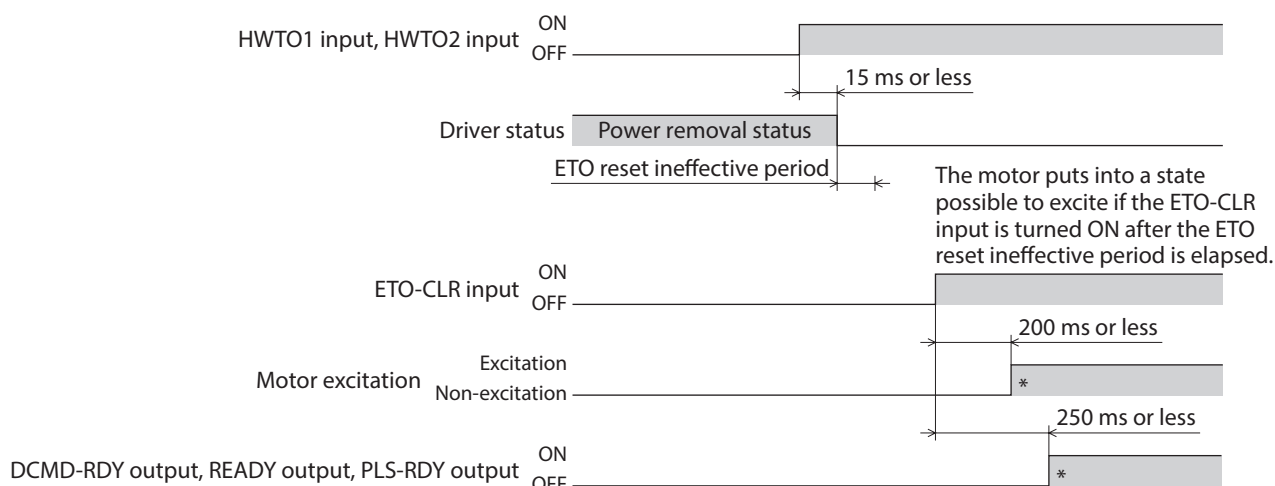 ON
HWTO1 input, HWTO2 input
OFF
15 ms or less
Driver status
Power removal status
ETO reset ineffective period
The motor puts into a state
possible to excite if the ETO-CLR
input is turned ON after the ETO
reset ineffective period is elapsed.
ON
ETO-CLR input
OFF
200 ms or less
Excitation
Motor excitation
Non-excitation
*
250 ms or less
ON
DCMD-RDY output, READY output, PLS-RDY output
OFF
*